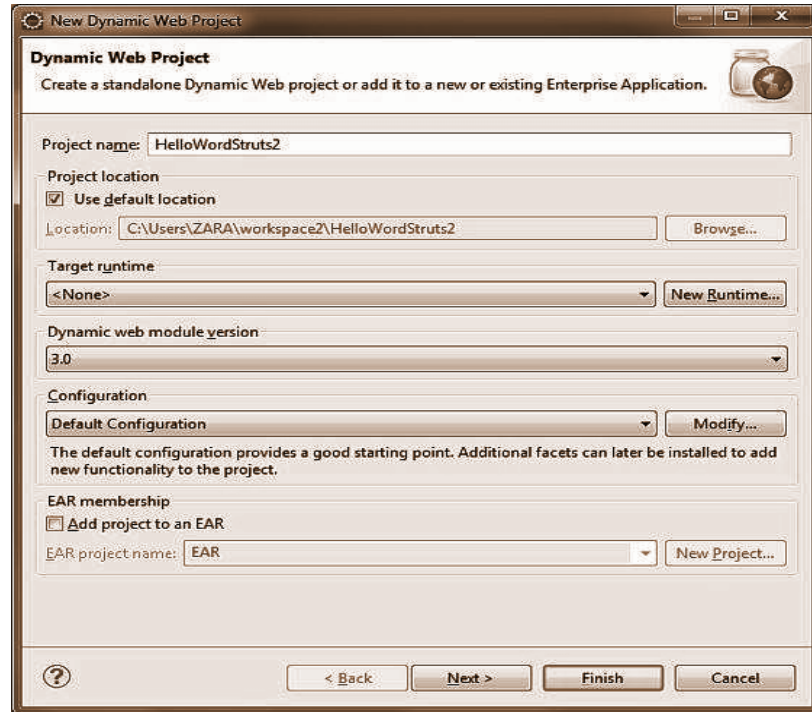 New Dynamic Web Project
Dynamic Web Project
Create a standalone Dynamic Web project or add it to a new or existing Enterprise Application.
Project name: HelloWordStruts2
Project location
Use default location
Location: C:\Users\ZARA\workspace2\HelloWordStruts2 Browse...
Target runtime
<None> New Runtime...
Dynamic web module version
3.0
Configuration
Default Configuration Modify...
The default configuration provides a good starting point. Additional facets can later be installed to add
new functionality to the project.
EAR membership
Add project to an EAR
EAR project name: EAR New Project...
? < Back Next > Finish Cancel